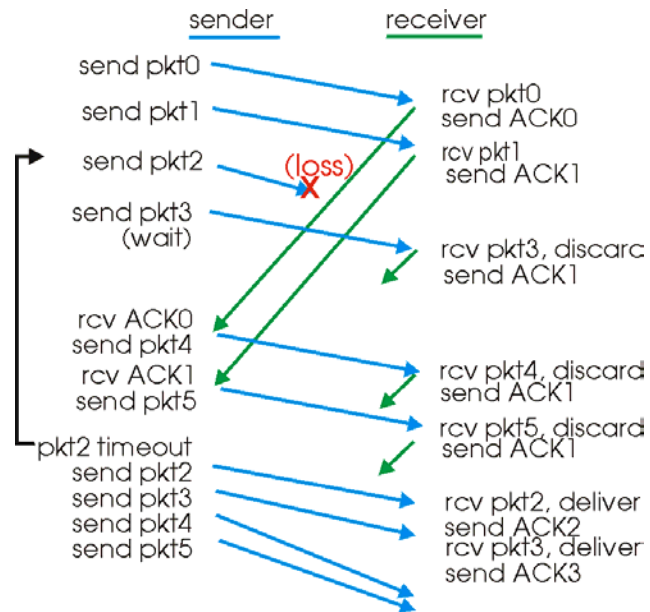 sender
receiver
send pkt0
send pkt1
send pkt2
send pkt3
(wait)
rcv ACK0
send pkt4
rcv ACK1
send pkt5
pkt2 timeout
send pkt2
send pkt3
send pkt4
send pkt5
(loss)
X
rcv pkt0
send ACK0
rcv pkt1
send ACK1
rcv pkt3, discard
send ACK1
rcv pkt4, discard
send ACK1
rcv pkt5, discard
send ACK1
rcv pkt2, deliver
send ACK2
rcv pkt3, deliver
send ACK3